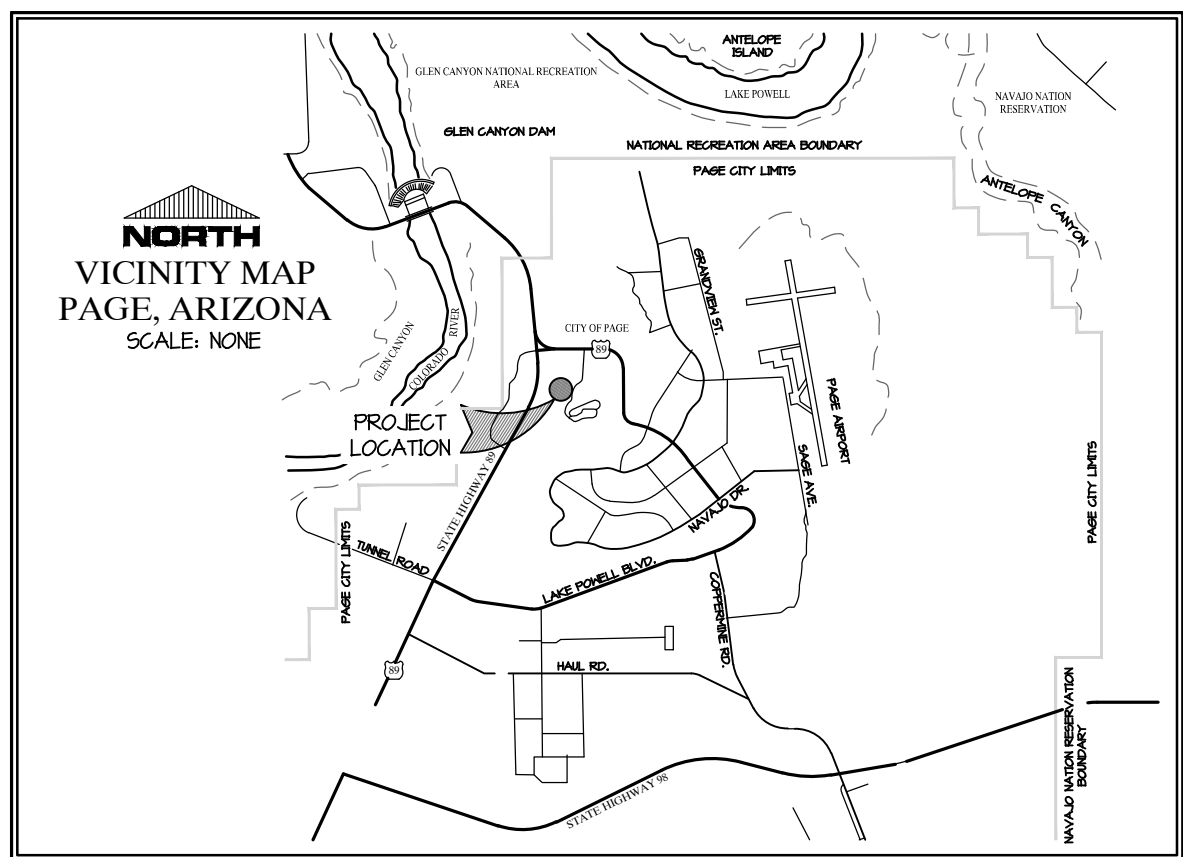 ANTELOPE
ISLAND
GLEN CANYON NATIONAL RECREATION
AREA
LAKE POWELL
NAVAJO NATION
RESERVATION
GLEN CANYON DAM
NATIONAL RECREATION AREA BOUNDARY
PAGE CITY LIMITS
ANTELOPE CANYON
NORTH
VICINITY MAP
PAGE, ARIZONA
SCALE: NONE
GRANDVIEW ST.
GLEN CANYON
COLORADO RIVER
CITY OF PAGE
89
PROJECT
LOCATION
PAGE AIRPORT
SAGE AVE.
STATE HIGHWAY 89
NAVAJO DR.
PAGE CITY LIMITS
PAGE CITY LIMITS
TUNNEL ROAD
LAKE POWELL BLVD.
COPPERMINE RD.
HAUL RD.
89
NAVAJO NATION RESERVATION
BOUNDARY
STATE HIGHWAY 98